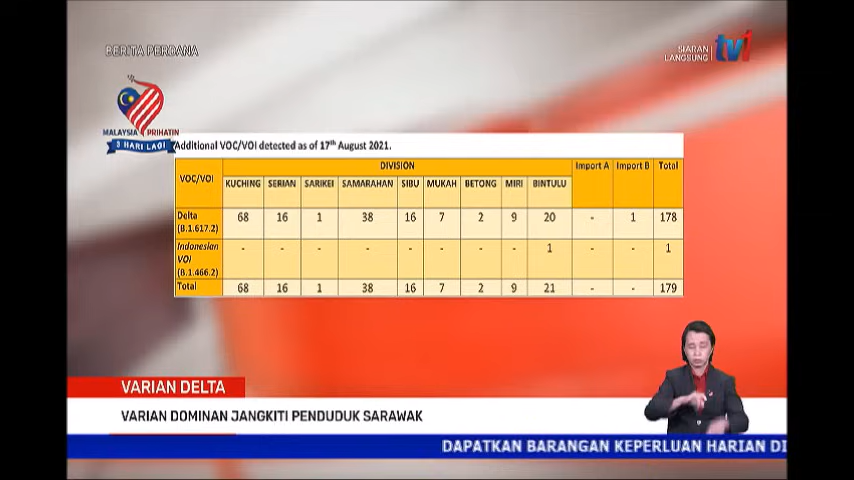 BERITA PERDANA
SIARAN
LANGSUNG
tv1
MALAYSIA PRIHATIN
3 HARI LAGI
Additional VOC/VOI detected as of 17th August 2021.
VOC/VOI DIVISION Import A Import B Total
KUCHING SERIAN SARIKEI SAMARAHAN SIBU MUKAH BETONG MIRI BINTULU
Delta (B.1.617.2) 68 16 1 38 16 7 2 9 20 - 1 178
Indonesian VOI (B.1.466.2) - - - - - - - - 1 - - 1
Total 68 16 1 38 16 7 2 9 21 - - 179
VARIAN DELTA
VARIAN DOMINAN JANGKITI PENDUDUK SARAWAK
DAPATKAN BARANGAN KEPERLUAN HARIAN DI